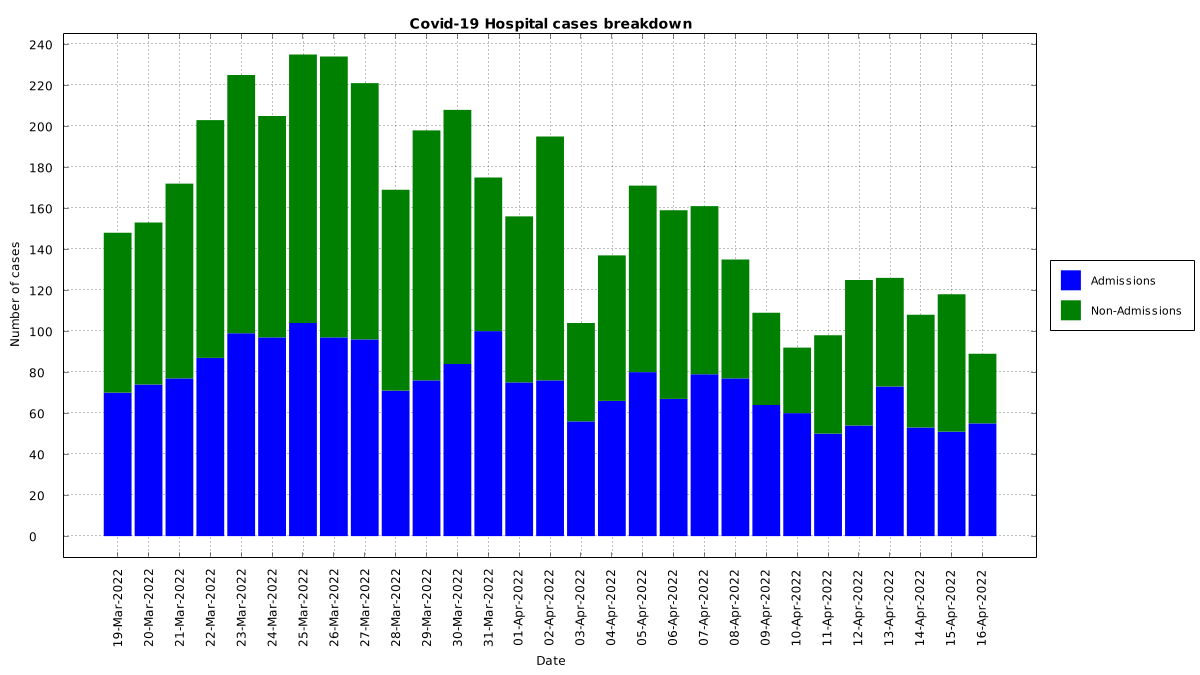 Covid-19 Hospital cases breakdown
240
220
200
180
160
140
120
100
80
60
40
20
0
Number of cases
19-Mar-2022
20-Mar-2022
21-Mar-2022
22-Mar-2022
23-Mar-2022
24-Mar-2022
25-Mar-2022
26-Mar-2022
27-Mar-2022
28-Mar-2022
29-Mar-2022
30-Mar-2022
31-Mar-2022
01-Apr-2022
02-Apr-2022
03-Apr-2022
04-Apr-2022
05-Apr-2022
06-Apr-2022
07-Apr-2022
08-Apr-2022
09-Apr-2022
10-Apr-2022
11-Apr-2022
12-Apr-2022
13-Apr-2022
14-Apr-2022
15-Apr-2022
16-Apr-2022
Date
Admissions
Non-Admissions